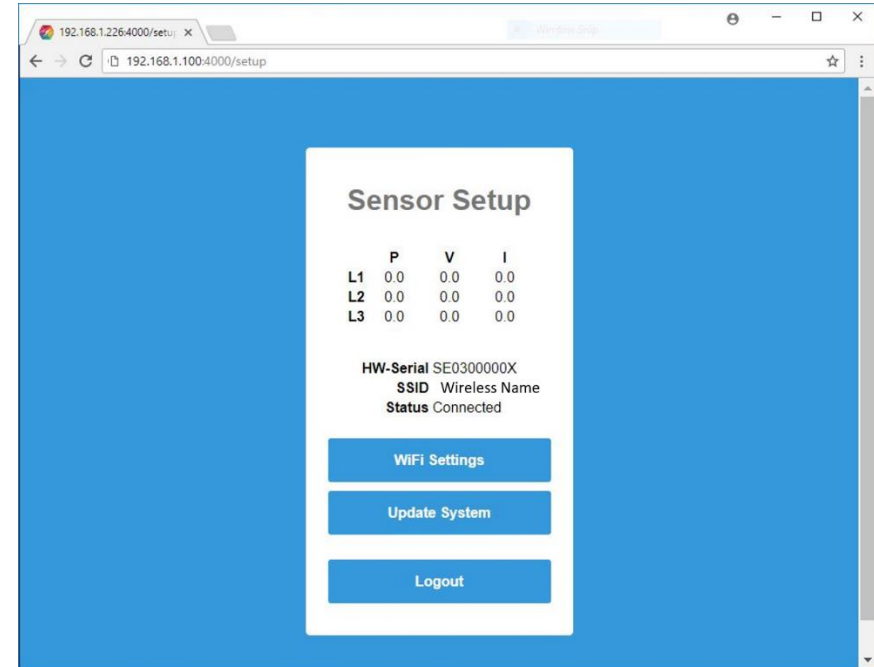 192.168.1.226:4000/setu
192.168.1.100:4000/setup
Sensor Setup
P V I
L1 0.0 0.0 0.0
L2 0.0 0.0 0.0
L3 0.0 0.0 0.0
HW-Serial SE0300000X
SSID Wireless Name
Status Connected
WiFi Settings
Update System
Logout